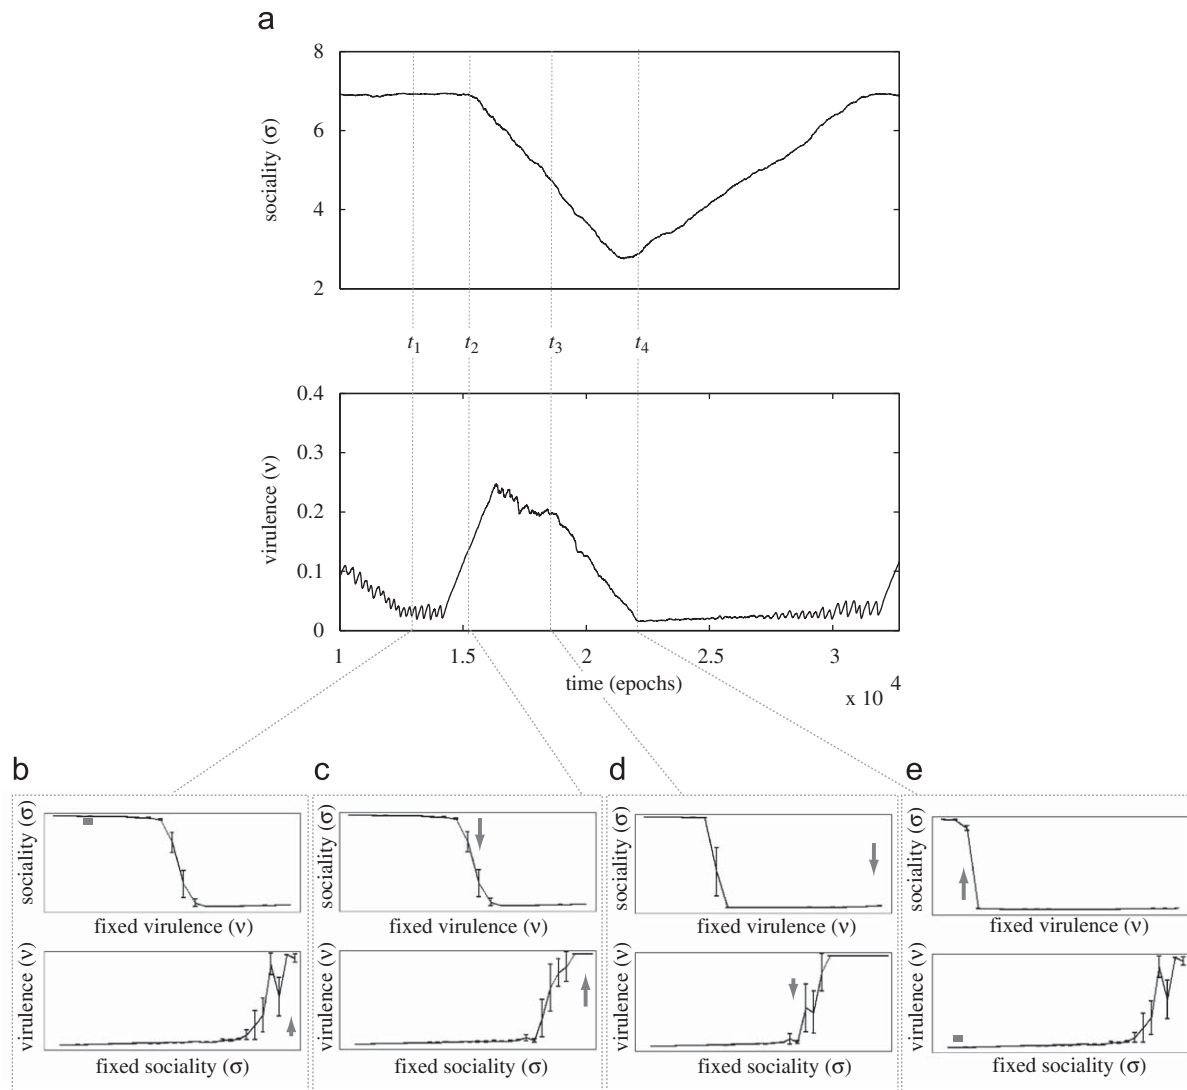 a
8
6
4
2
sociality (σ)
t1 t2 t3 t4
0.4
0.3
0.2
0.1
0
virulence (ν)
1 1.5 2 2.5 3
time (epochs)
x 10 4
b c d e
sociality (σ) sociality (σ) sociality (σ) sociality (σ)
fixed virulence (ν) fixed virulence (ν) fixed virulence (ν) fixed virulence (ν)
virulence (ν) virulence (ν) virulence (ν) virulence (ν)
fixed sociality (σ) fixed sociality (σ) fixed sociality (σ) fixed sociality (σ)